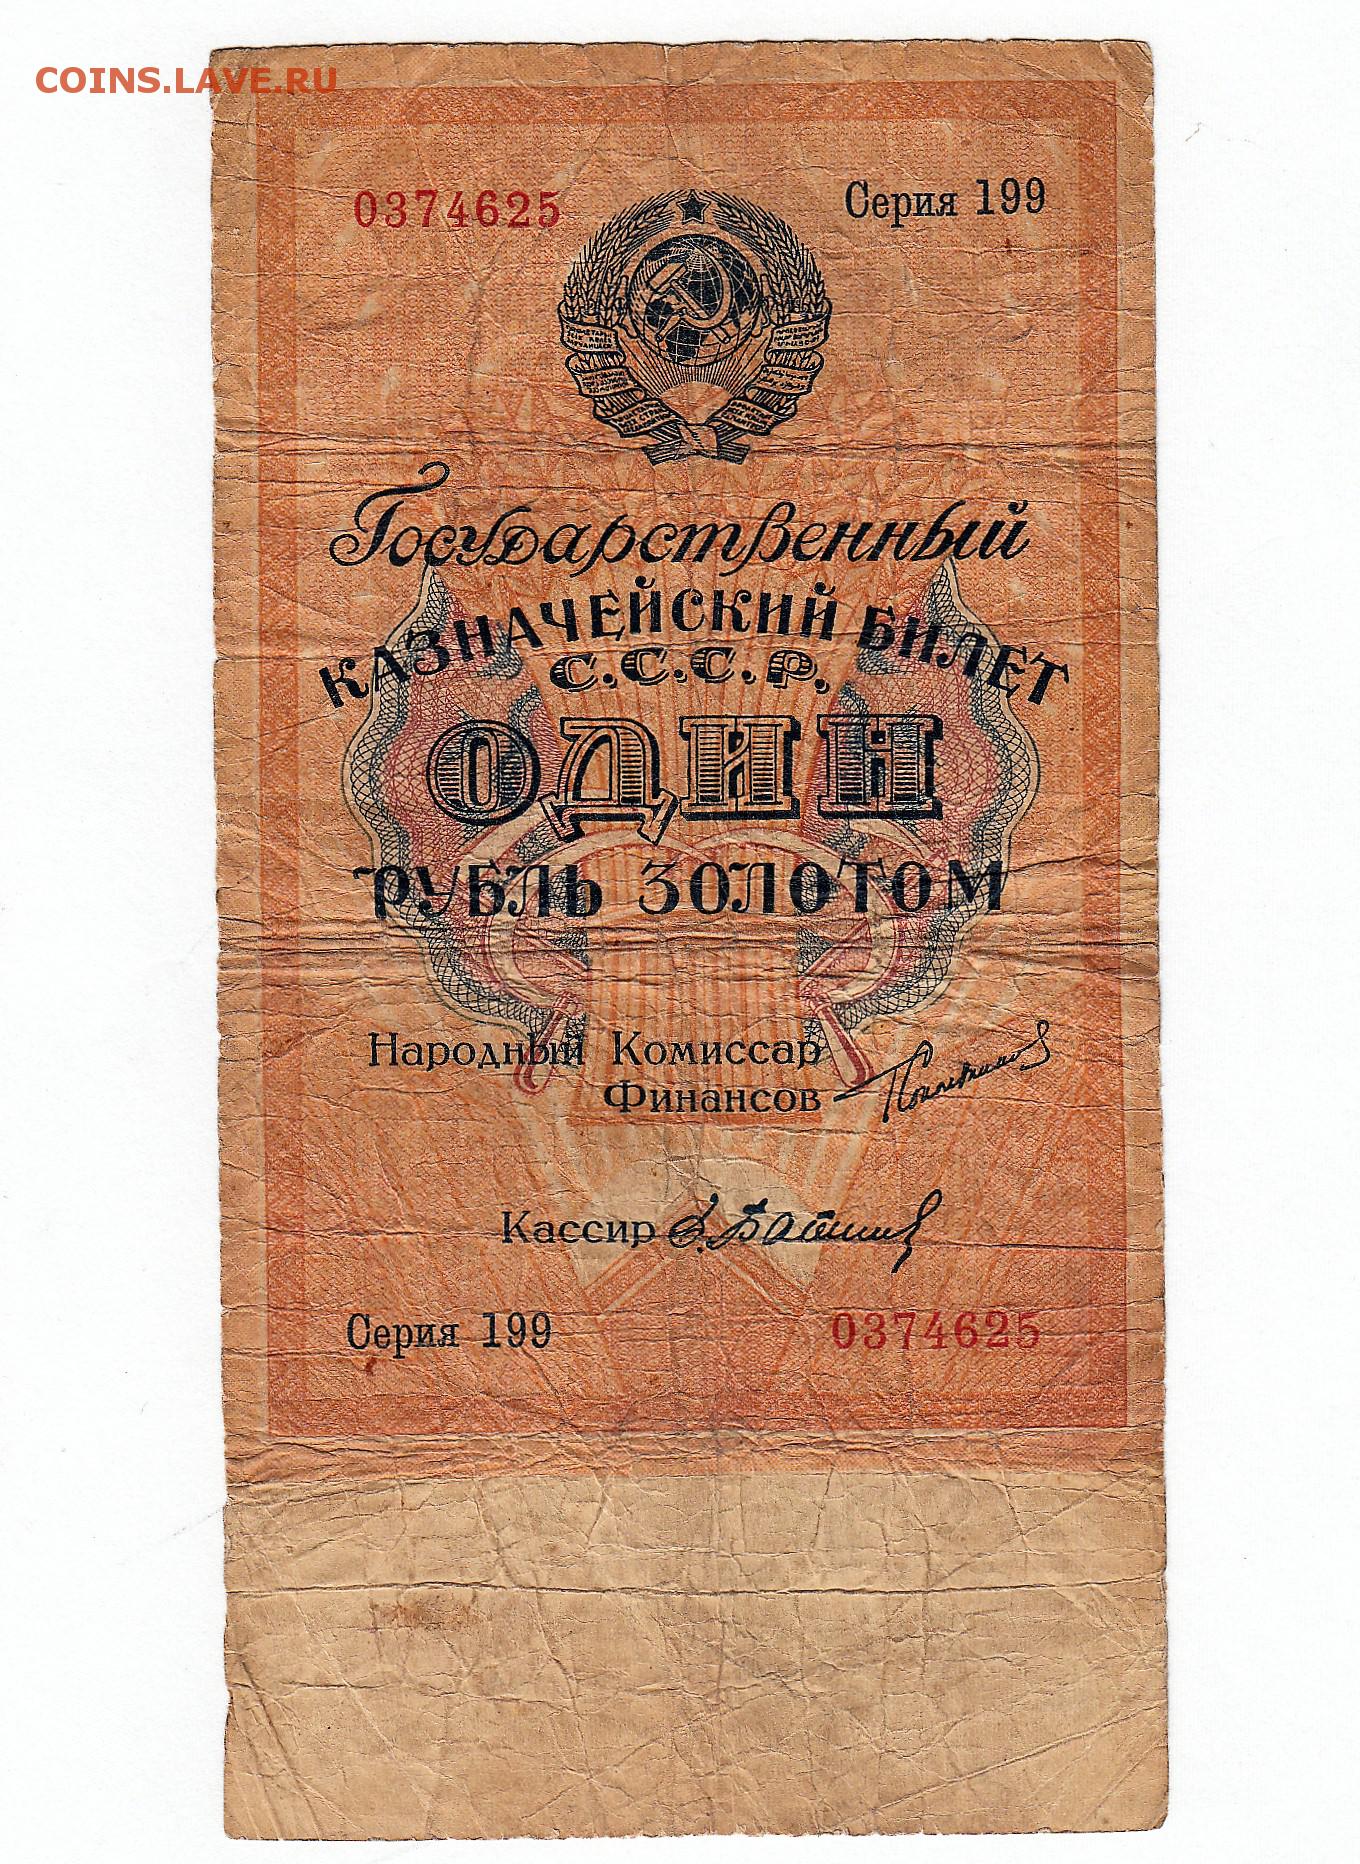 COINS.LAVE.RU
0374625
Серия 199
Государственный
КАЗНАЧЕЙСКИЙ БИЛЕТ
С.С.С.Р.
ОДИН
РУБЛЬ ЗОЛОТОМ
Народный Комиссар
Финансов
Кассир
Серия 199
0374625